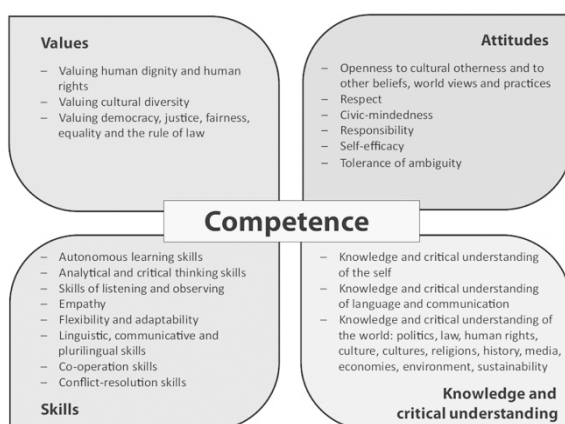 Values
– Valuing human dignity and human
rights
– Valuing cultural diversity
– Valuing democracy, justice, fairness,
equality and the rule of law
Attitudes
– Openness to cultural otherness and to
other beliefs, world views and practices
– Respect
– Civic-mindedness
– Responsibility
– Self-efficacy
– Tolerance of ambiguity
Competence
– Autonomous learning skills
– Analytical and critical thinking skills
– Skills of listening and observing
– Empathy
– Flexibility and adaptability
– Linguistic, communicative and
plurilingual skills
– Co-operation skills
– Conflict-resolution skills
Skills
– Knowledge and critical understanding
of the self
– Knowledge and critical understanding
of language and communication
– Knowledge and critical understanding of
the world: politics, law, human rights,
culture, cultures, religions, history, media,
economies, environment, sustainability
Knowledge and
critical understanding